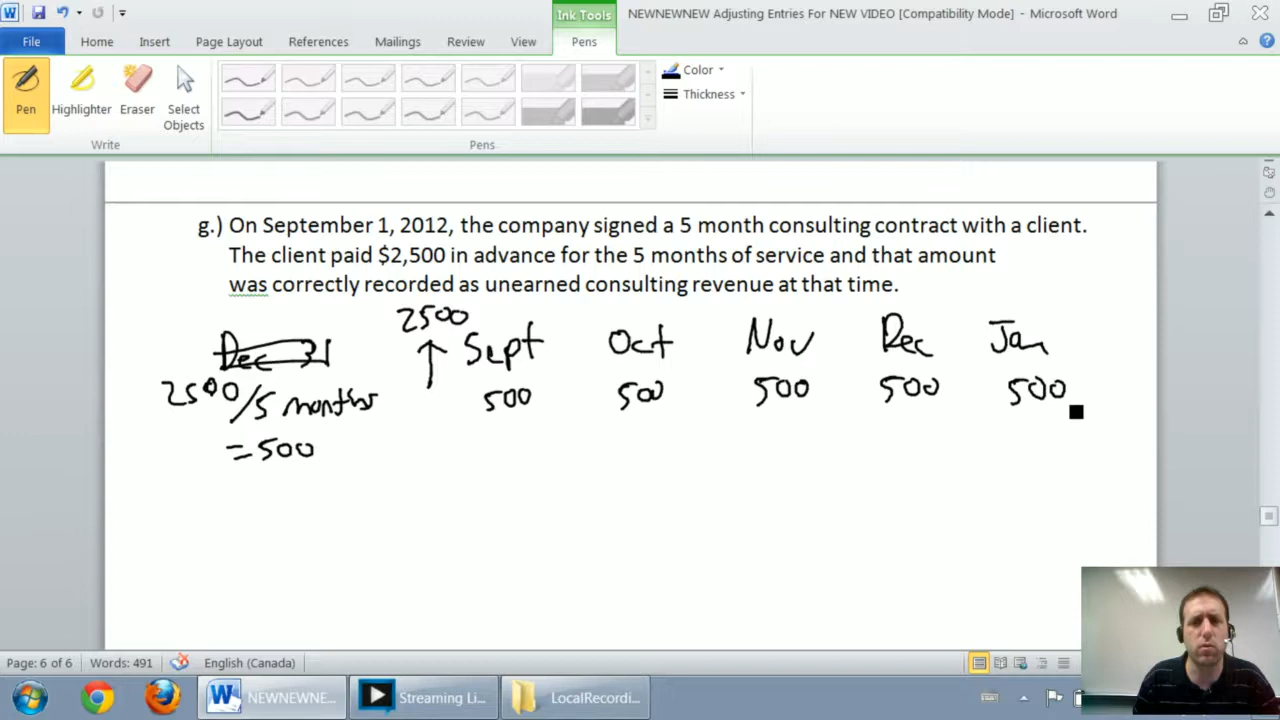 Ink Tools
NEWNEWNEW Adjusting Entries For NEW VIDEO [Compatibility Mode] - Microsoft Word
File Home Insert Page Layout References Mailings Review View Pens
Pen Highlighter Eraser Select Objects
Color
Thickness
Write Pens
g.) On September 1, 2012, the company signed a 5 month consulting contract with a client.
The client paid $2,500 in advance for the 5 months of service and that amount
was correctly recorded as unearned consulting revenue at that time.
2500
Dec 31 ↑ Sept Oct Nov Dec Jan
2500/5 months 500 500 500 500 500
=500
Page: 6 of 6 Words: 491 English (Canada)
NEWNEWNE... Streaming Li... LocalRecordi...